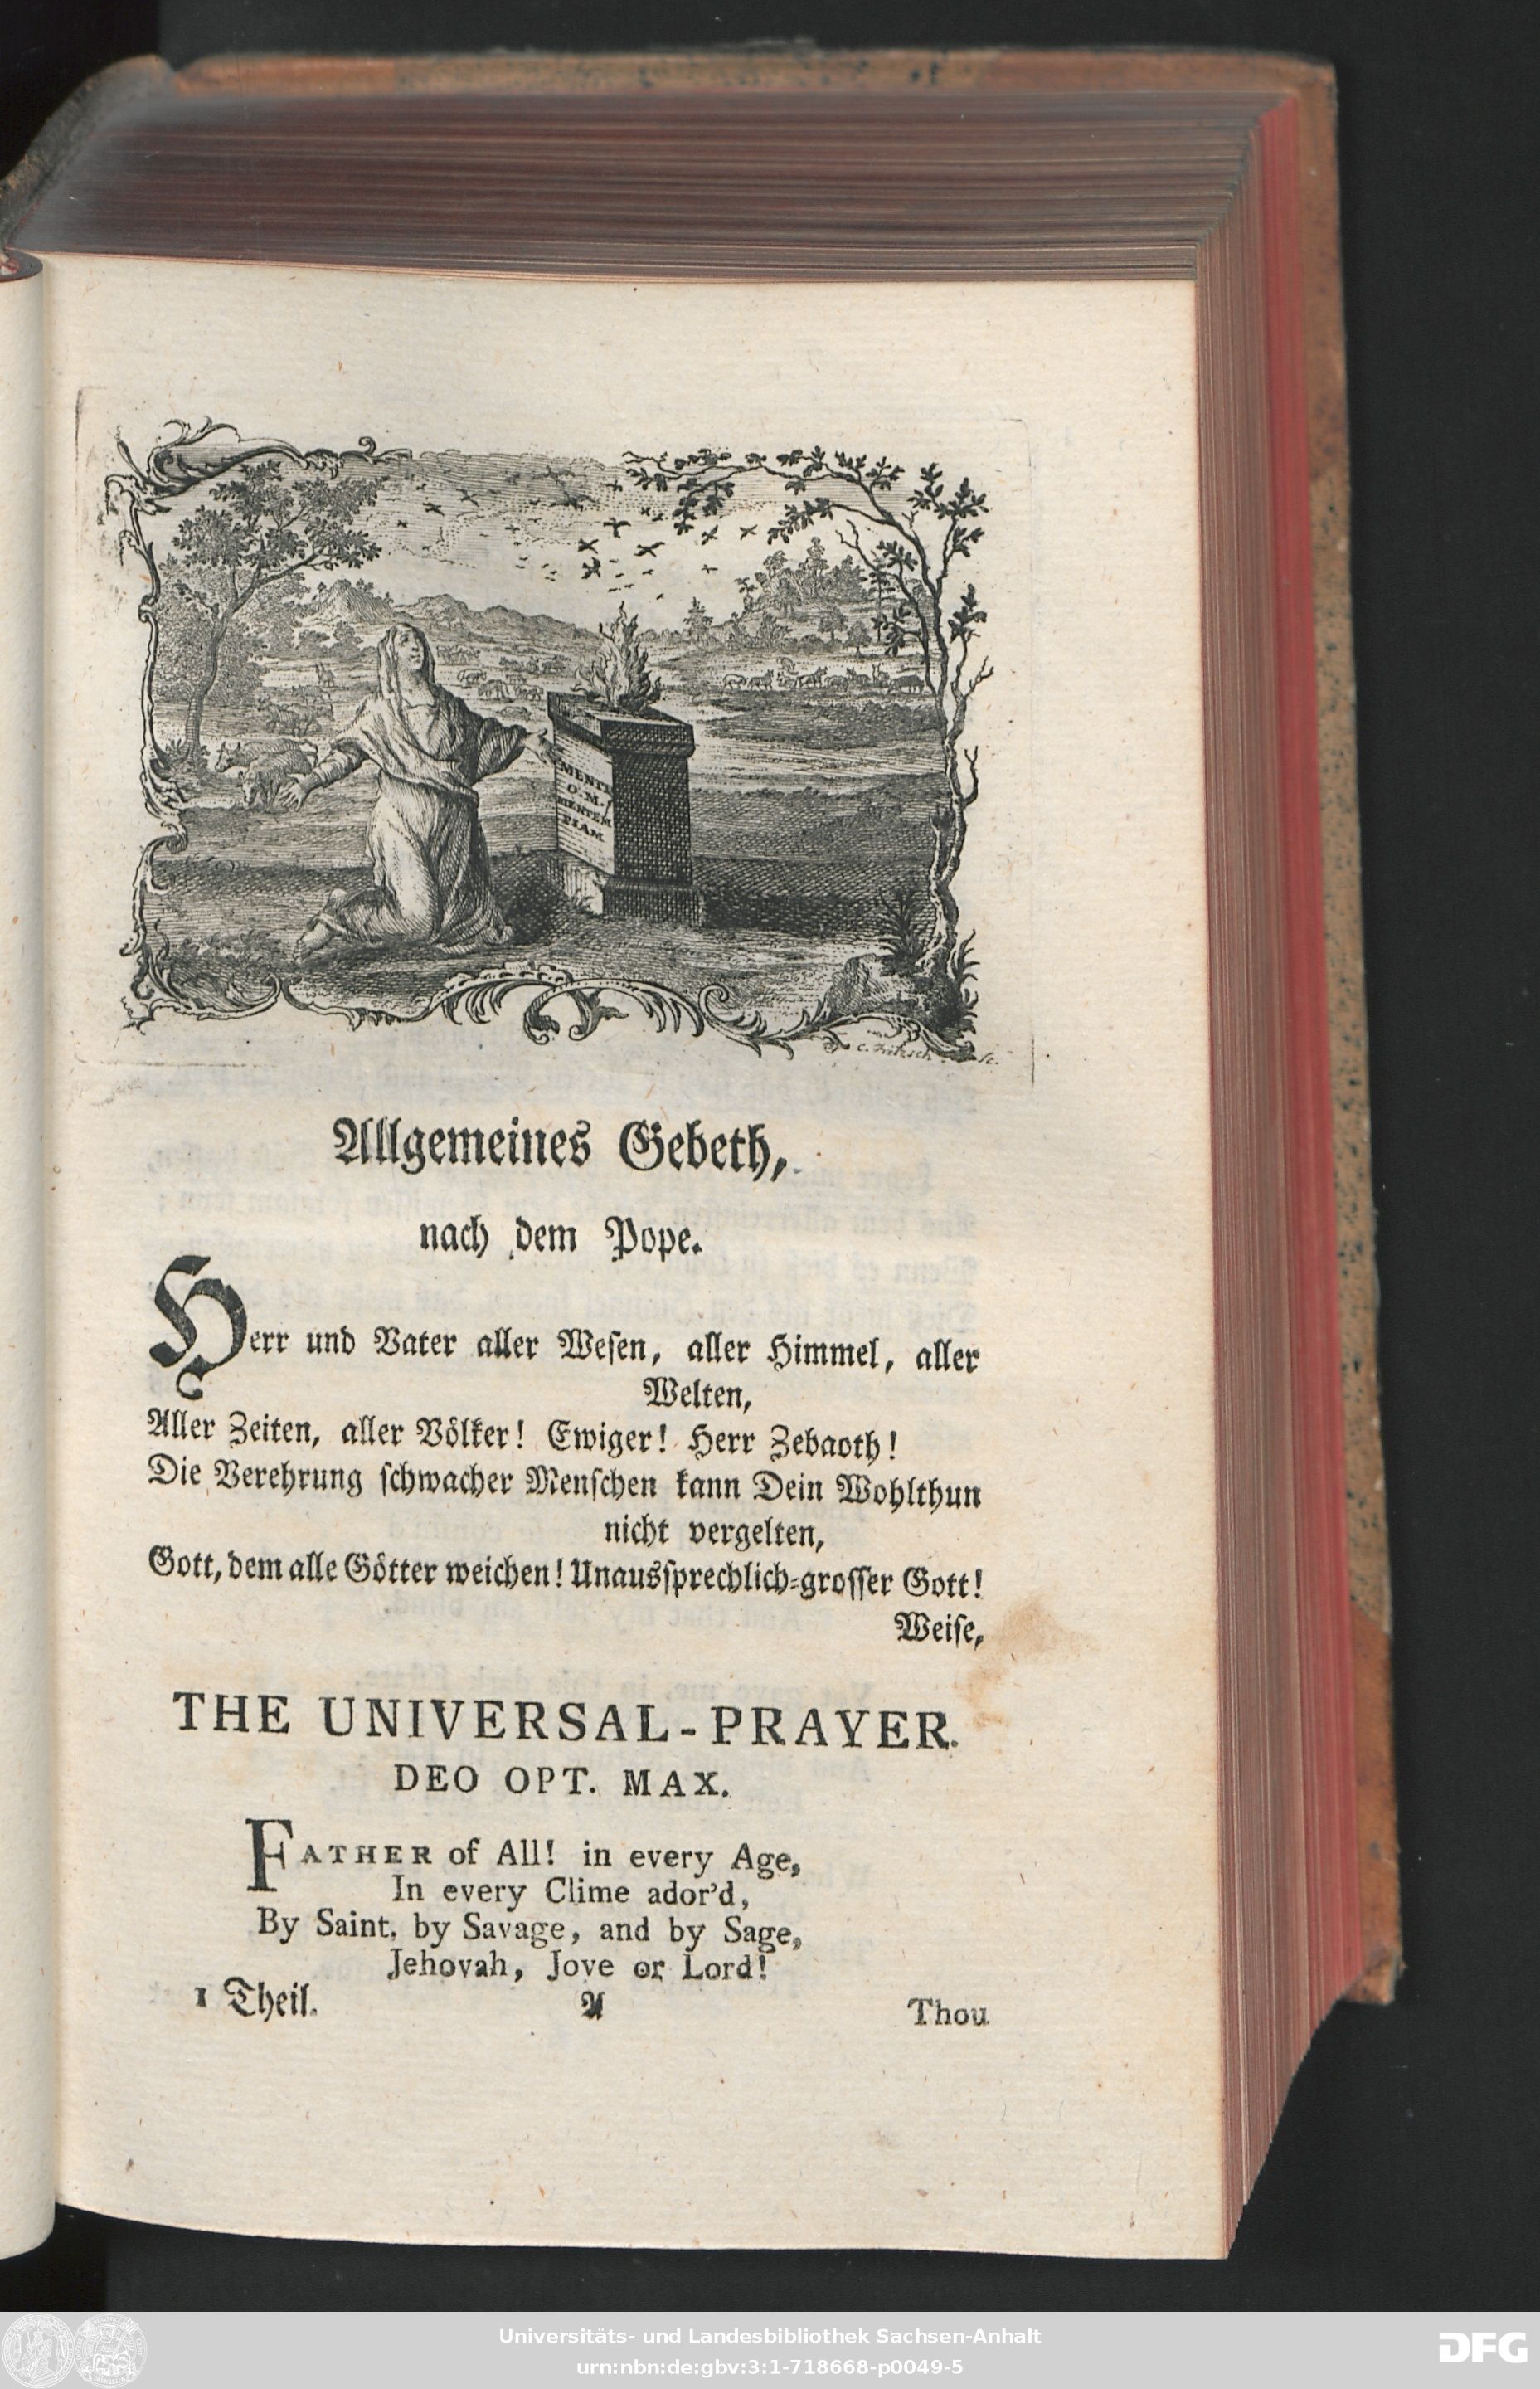 MENTI
O. M.
MENTEM
PIAM
Allgemeines Gebeth,
nach dem Pope.
Herr und Vater aller Weſen, aller Himmel, aller
Welten,
Aller Zeiten, aller Völker! Ewiger! Herr Zebaoth!
Die Verehrung ſchwacher Menſchen kann Dein Wohlthun
nicht vergelten,
Gott, dem alle Götter weichen! Unausſprechlich-groſſer Gott!
Weiſe,
THE UNIVERSAL-PRAYER.
DEO OPT. MAX.
FATHER of All! in every Age,
In every Clime ador'd,
By Saint, by Savage, and by Sage,
Jehovah, Jove or Lord!
1 Theil.
A
Thou
Universitäts- und Landesbibliothek Sachsen-Anhalt
urn:nbn:de:gbv:3:1-718668-p0049-5
DFG